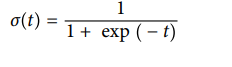 σ(t) = 1 / (1 + exp ( − t))